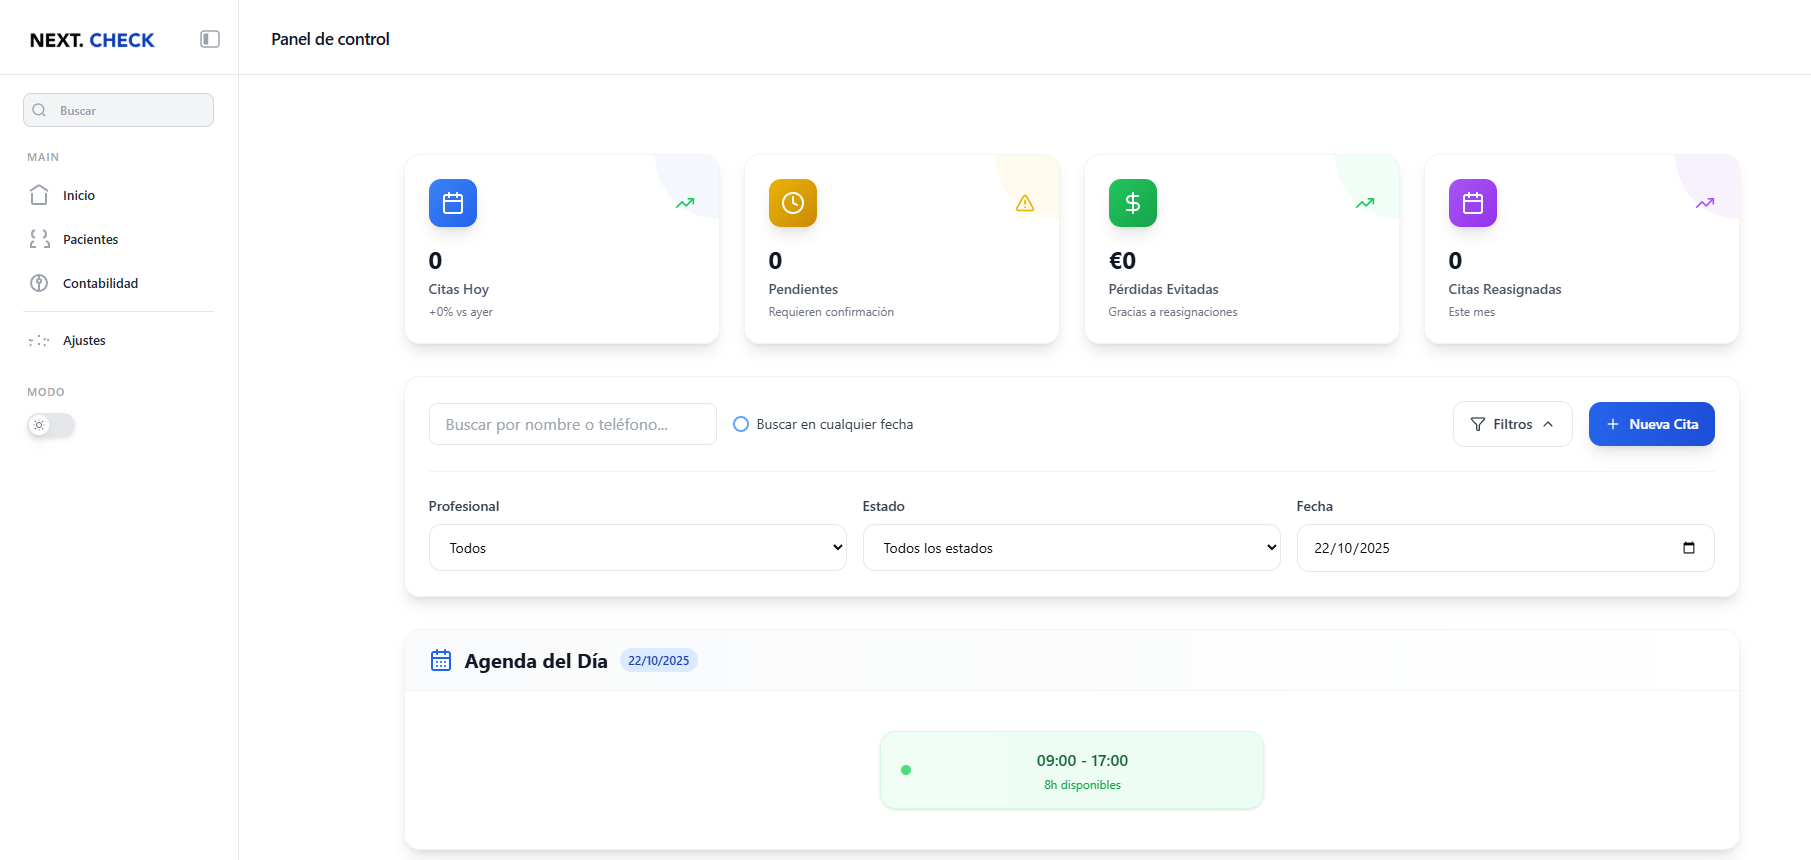 NEXT. CHECK
Panel de control
Buscar
MAIN
Inicio
Pacientes
Contabilidad
Ajustes
MODO
0
Citas Hoy
+0% vs ayer
0
Pendientes
Requieren confirmación
€0
Pérdidas Evitadas
Gracias a reasignaciones
0
Citas Reasignadas
Este mes
Buscar por nombre o teléfono...
Buscar en cualquier fecha
Filtros
Nueva Cita
Profesional
Todos
Estado
Todos los estados
Fecha
22/10/2025
Agenda del Día
22/10/2025
09:00 - 17:00
8h disponibles